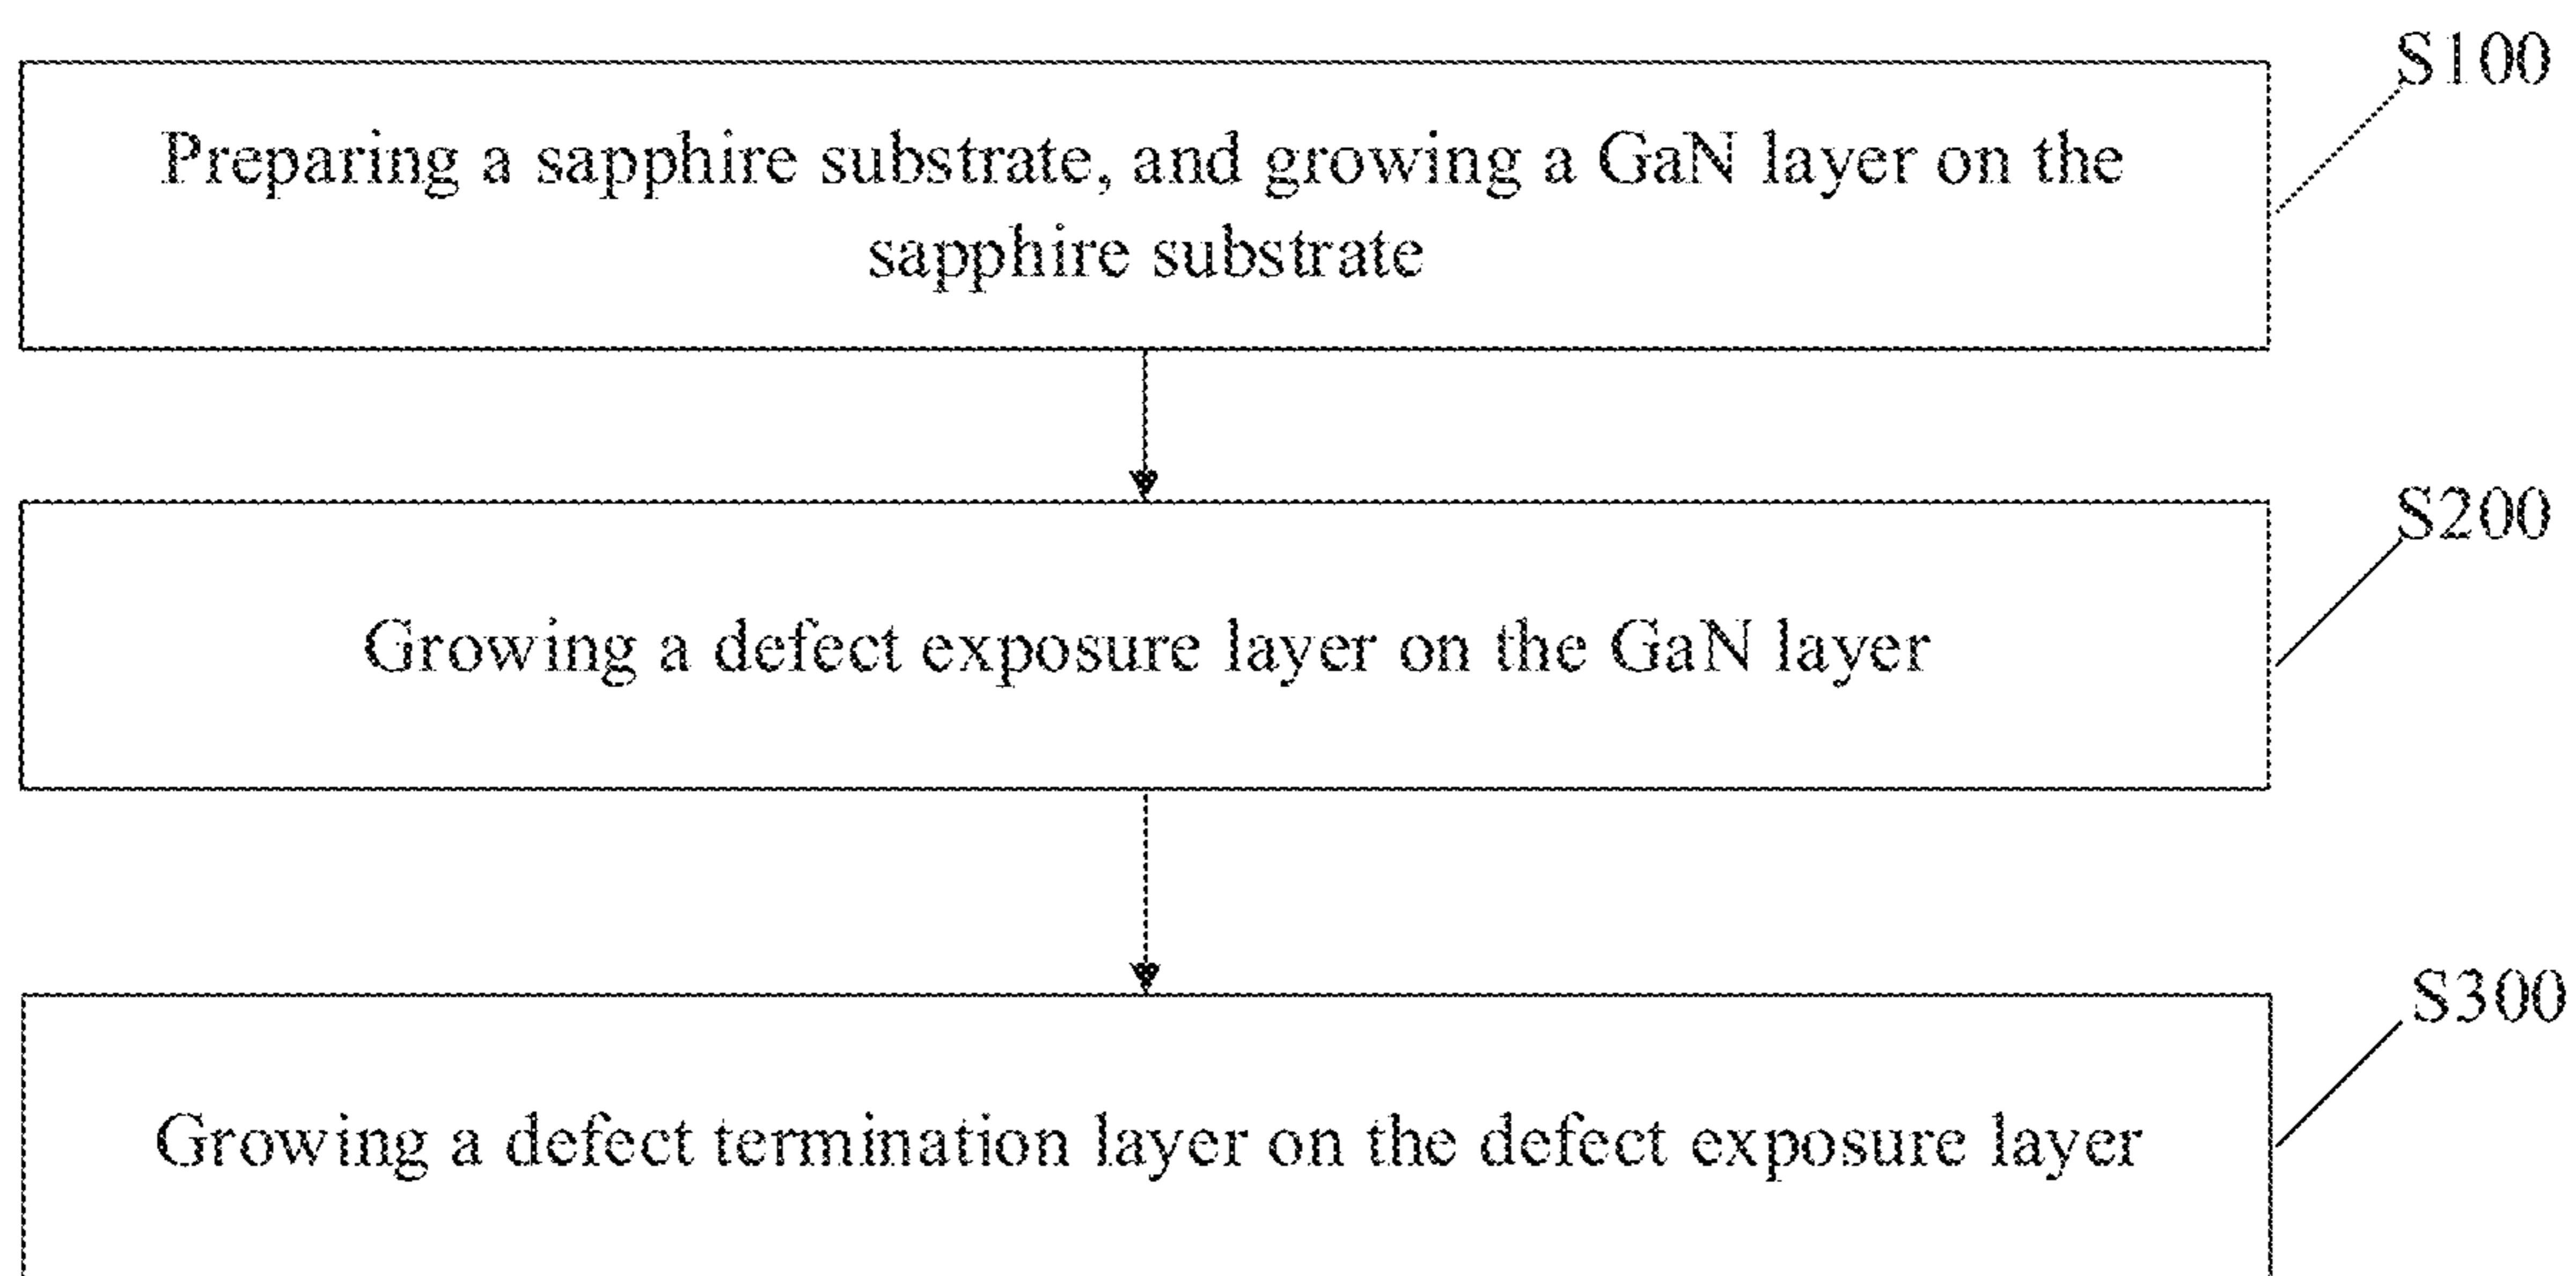 S100
Preparing a sapphire substrate, and growing a GaN layer on the
sapphire substrate
S200
Growing a defect exposure layer on the GaN layer
S300
Growing a defect termination layer on the defect exposure layer